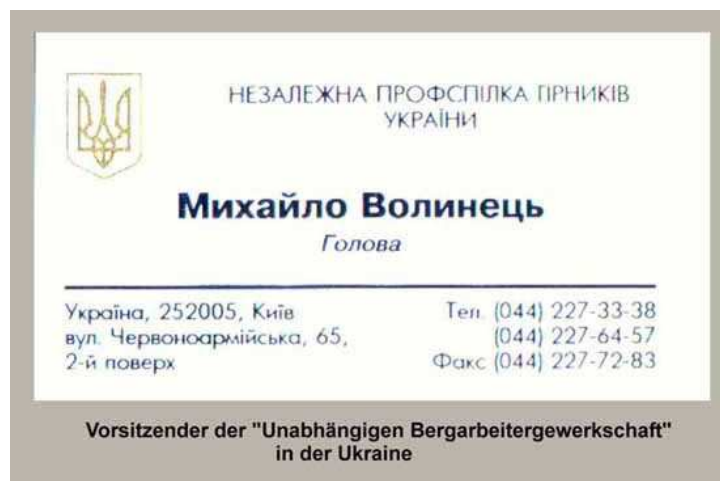 НЕЗАЛЕЖНА ПРОФСПІЛКА ГІРНИКІВ
УКРАЇНИ
Михайло Волинець
Голова
Україна, 252005, Київ
вул. Червоноармійська, 65,
2-й поверх
Тел. (044) 227-33-38
(044) 227-64-57
Факс (044) 227-72-83
Vorsitzender der "Unabhängigen Bergarbeitergewerkschaft"
in der Ukraine